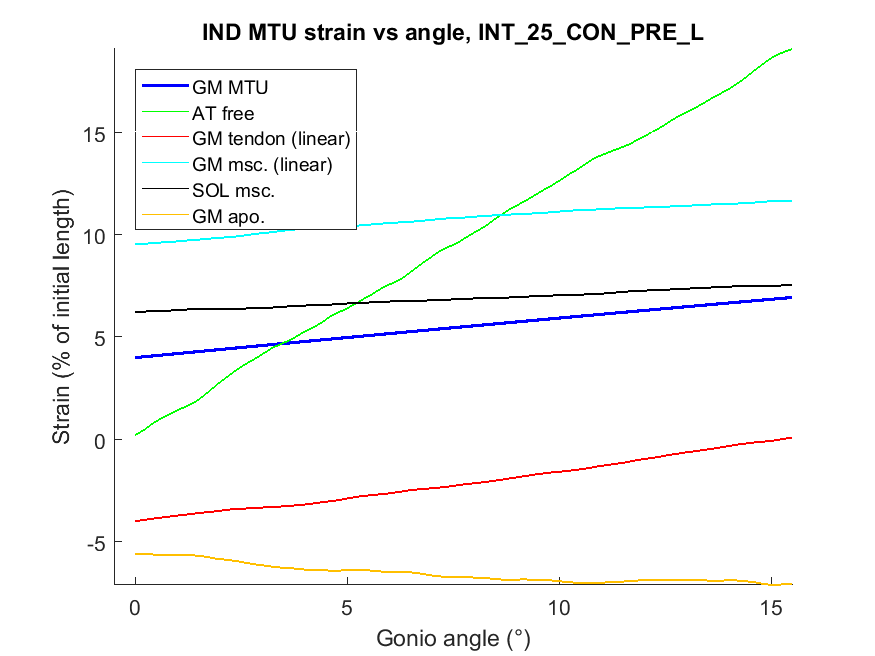 IND MTU strain vs angle, INT_25_CON_PRE_L
GM MTU
AT free
GM tendon (linear)
GM msc. (linear)
SOL msc.
GM apo.
Strain (% of initial length)
15
10
5
0
-5
0 5 10 15
Gonio angle (°)